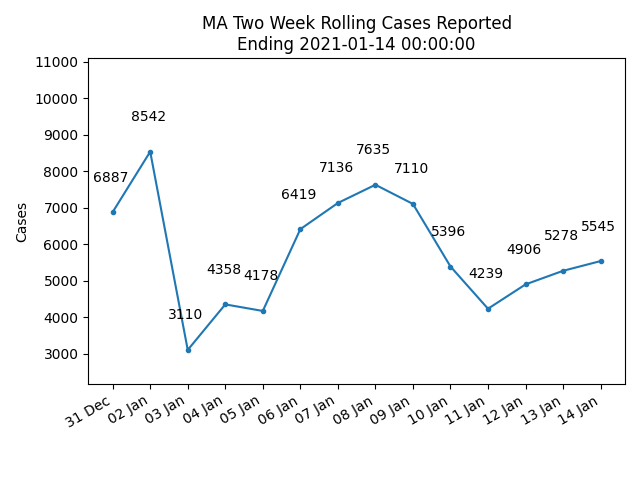 MA Two Week Rolling Cases Reported
Ending 2021-01-14 00:00:00
11000
10000
9000
8000
7000
6000
5000
4000
3000
Cases
6887
8542
3110
4358
4178
6419
7136
7635
7110
5396
4239
4906
5278
5545
31 Dec
02 Jan
03 Jan
04 Jan
05 Jan
06 Jan
07 Jan
08 Jan
09 Jan
10 Jan
11 Jan
12 Jan
13 Jan
14 Jan